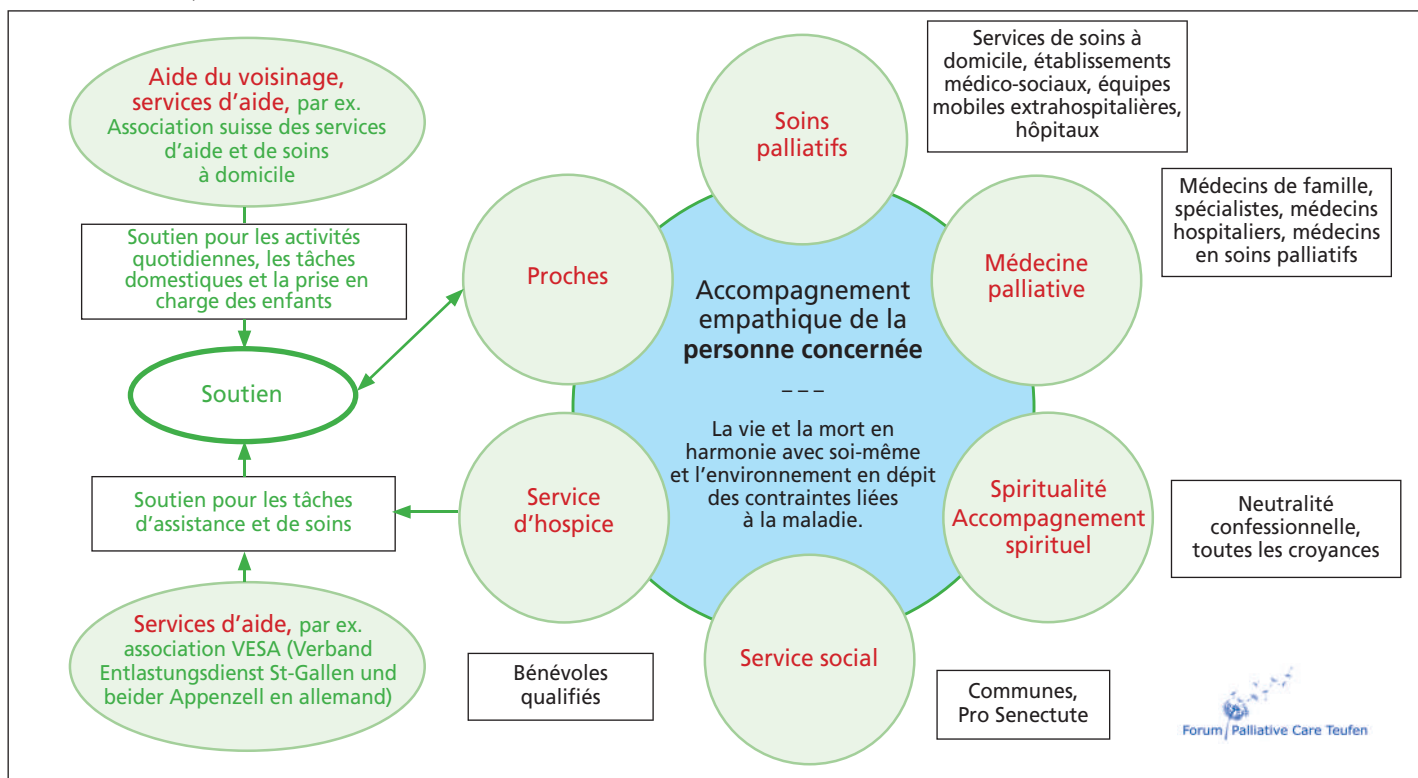 Aide du voisinage,
services d'aide, par ex.
Association suisse des services
d'aide et de soins
à domicile
Soutien pour les activités
quotidiennes, les tâches
domestiques et la prise en
charge des enfants
Soutien
Soutien pour les tâches
d'assistance et de soins
Services d'aide, par ex.
association VESA (Verband
Entlastungsdienst St-Gallen und
beider Appenzell en allemand)
Proches
Service
d'hospice
Bénévoles
qualifiés
Soins
palliatifs
Services de soins à
domicile, établissements
médico-sociaux, équipes
mobiles extrahospitalières,
hôpitaux
Médecine
palliative
Médecins de famille,
spécialistes, médecins
hospitaliers, médecins
en soins palliatifs
Accompagnement
empathique de la
personne concernée
– – –
La vie et la mort en
harmonie avec soi-même
et l'environnement en dépit
des contraintes liées
à la maladie.
Spiritualité
Accompagnement
spirituel
Neutralité
confessionnelle,
toutes les croyances
Service social
Communes,
Pro Senectute
Forum Palliative Care Teufen